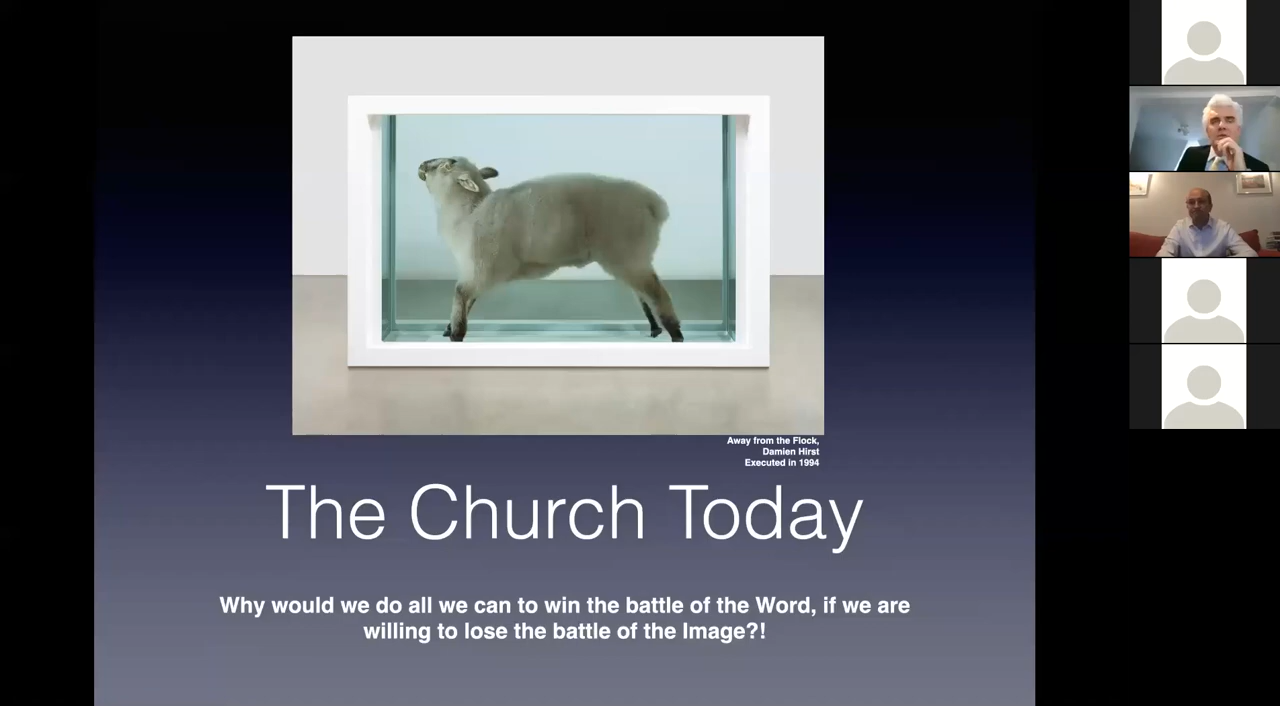 Away from the Flock,
Damien Hirst
Executed in 1994
The Church Today
Why would we do all we can to win the battle of the Word, if we are
willing to lose the battle of the Image?!